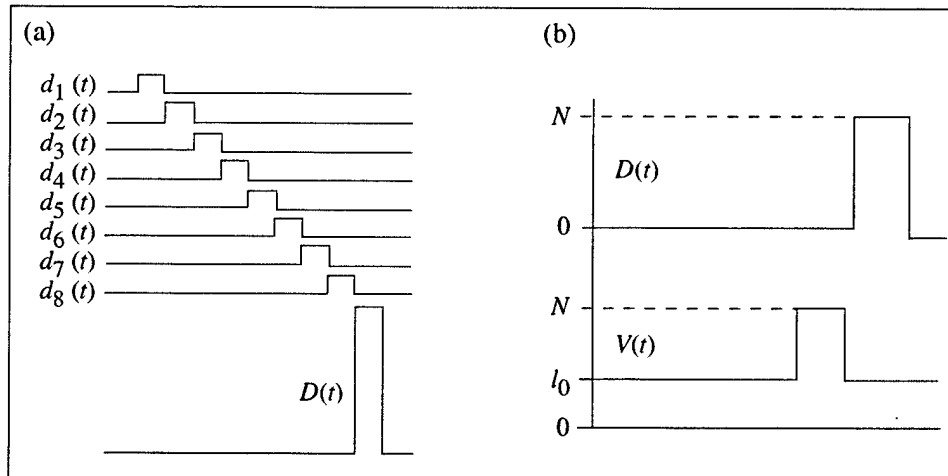 (a)
d1 (t)
d2 (t)
d3 (t)
d4 (t)
d5 (t)
d6 (t)
d7 (t)
d8 (t)
D(t)
(b)
N
D(t)
0
N
V(t)
l0
0